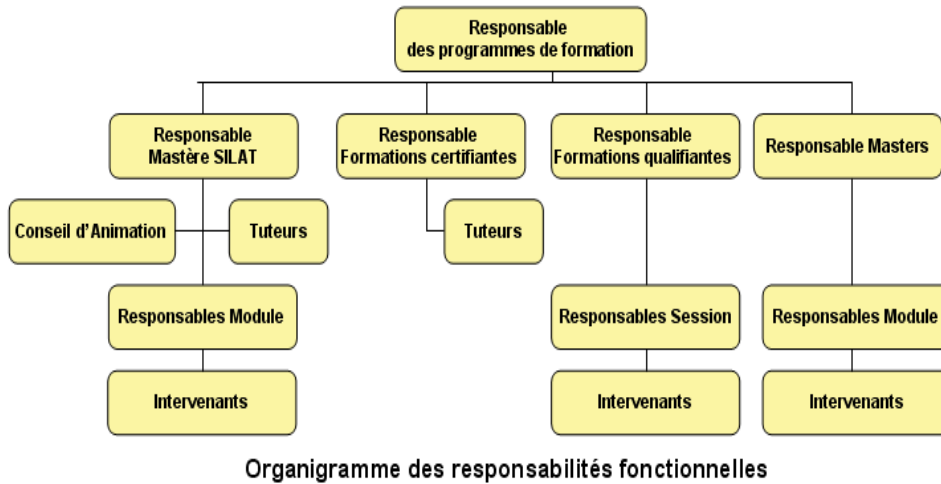 Responsable
des programmes de formation
Responsable
Mastère SILAT
Responsable
Formations certifiantes
Responsable
Formations qualifiantes
Responsable Masters
Conseil d'Animation
Tuteurs
Tuteurs
Responsables Module
Responsables Session
Responsables Module
Intervenants
Intervenants
Intervenants
Organigramme des responsabilités fonctionnelles